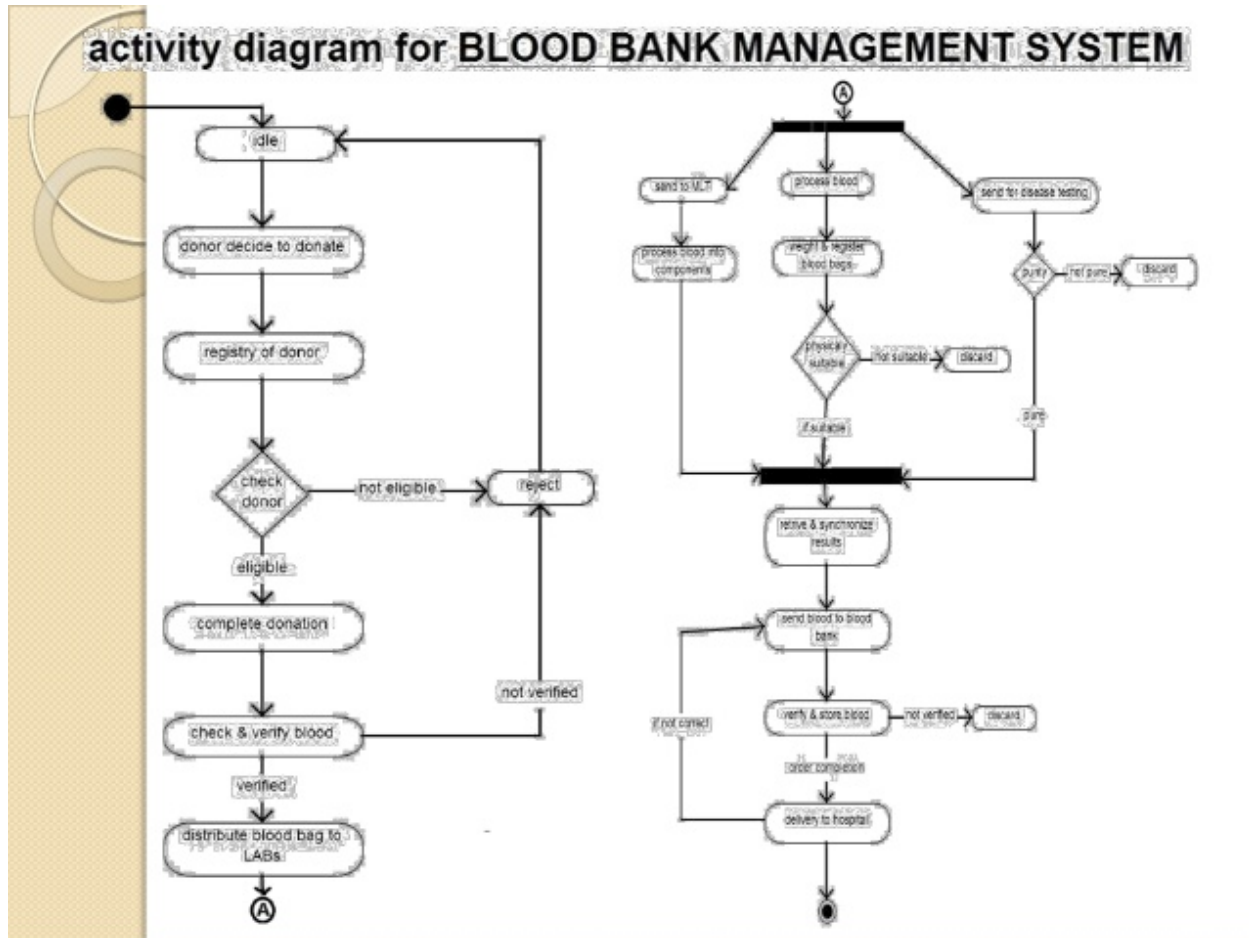 activity diagram for BLOOD BANK MANAGEMENT SYSTEM
idle
donor decide to donate
registry of donor
check
donor
not eligible
reject
eligible
complete donation
not verified
check & verify blood
verified
distribute blood bag to
LABs
A
A
send to MLT
process blood
send for disease testing
process blood into
components
weight & register
blood bags
purity
not pure
discard
physicaly
suitable
not suitable
discard
pure
if suitable
retrive & synchronize
results
send blood to blood
bank
if not correct
verify & store blood
not verfied
discard
order completion
delivery to hospital